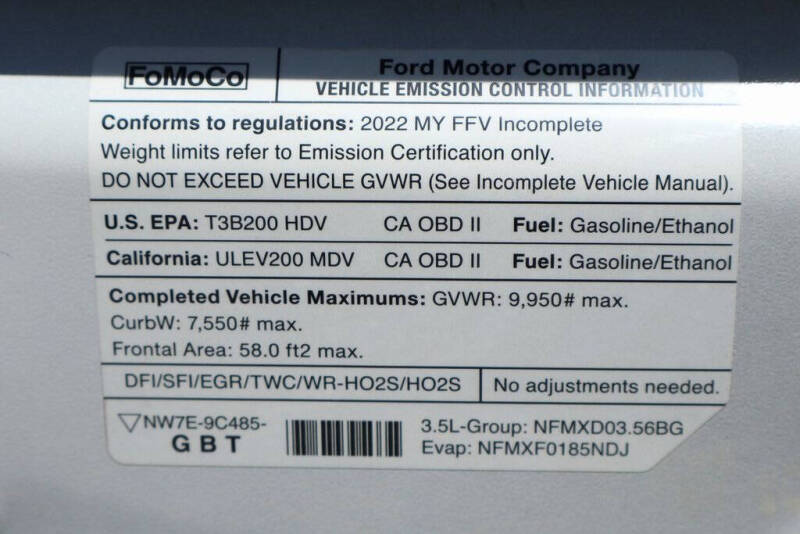 FoMoCo
Ford Motor Company
VEHICLE EMISSION CONTROL INFORMATION
Conforms to regulations: 2022 MY FFV Incomplete
Weight limits refer to Emission Certification only.
DO NOT EXCEED VEHICLE GVWR (See Incomplete Vehicle Manual).
U.S. EPA: T3B200 HDV CA OBD II Fuel: Gasoline/Ethanol
California: ULEV200 MDV CA OBD II Fuel: Gasoline/Ethanol
Completed Vehicle Maximums: GVWR: 9,950# max.
CurbW: 7,550# max.
Frontal Area: 58.0 ft2 max.
DFI/SFI/EGR/TWC/WR-HO2S/HO2S No adjustments needed.
NW7E-9C485- 3.5L-Group: NFMXD03.56BG
GBT Evap: NFMXF0185NDJ